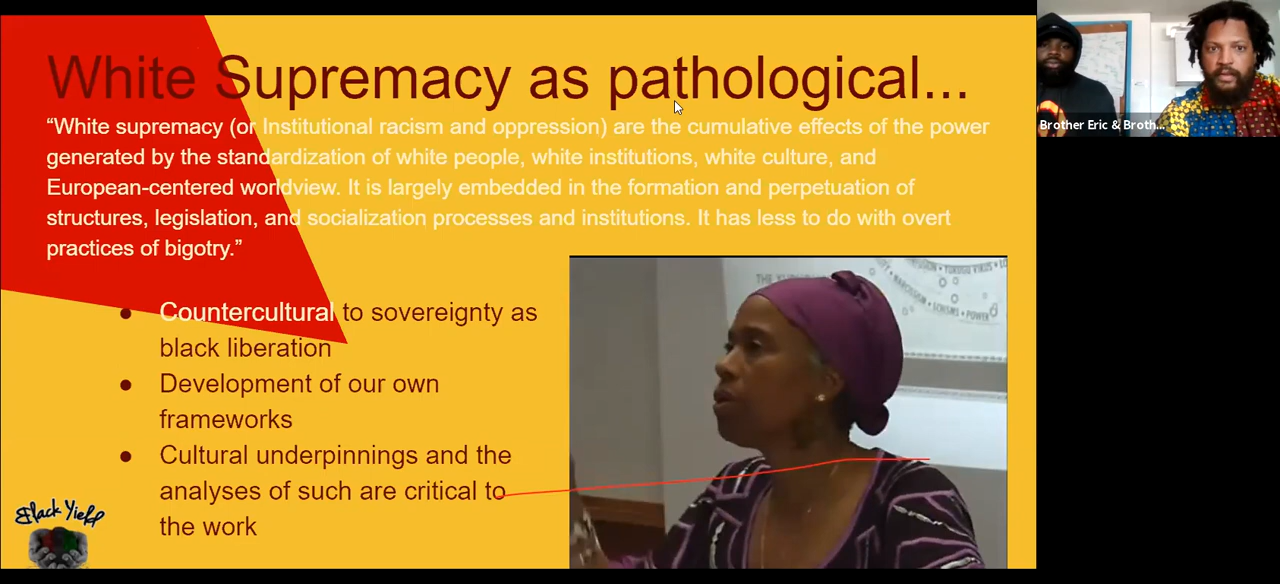 White Supremacy as pathological...
“White supremacy (or Institutional racism and oppression) are the cumulative effects of the power
generated by the standardization of white people, white institutions, white culture, and
European-centered worldview. It is largely embedded in the formation and perpetuation of
structures, legislation, and socialization processes and institutions. It has less to do with overt
practices of bigotry.”
● Countercultural to sovereignty as
black liberation
● Development of our own
frameworks
● Cultural underpinnings and the
analyses of such are critical to
the work
Black Yield
Brother Eric & Broth...
• NARCISSISM • SCHISMS • POWER